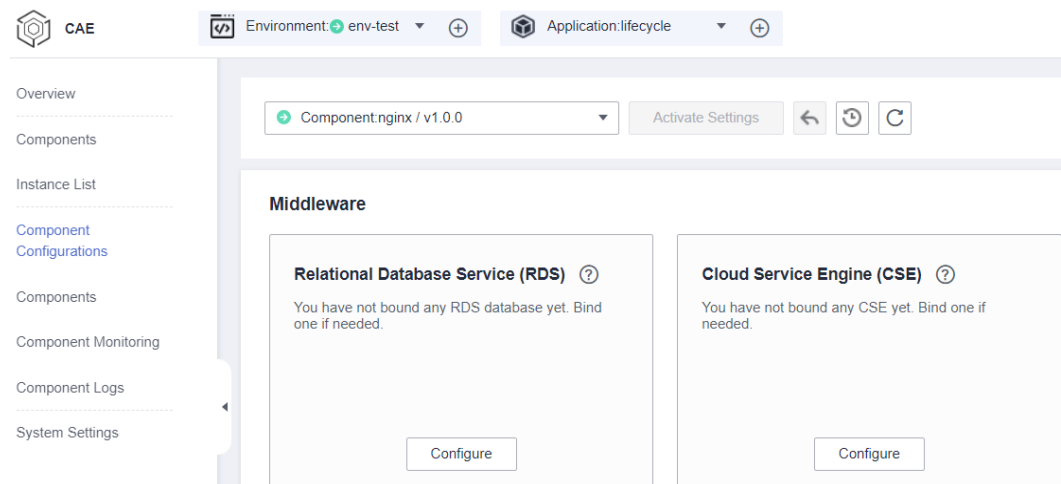 CAE
Environment: env-test
Application:lifecycle
Overview
Components
Instance List
Component
Configurations
Components
Component Monitoring
Component Logs
System Settings
Component:nginx / v1.0.0
Activate Settings
Middleware
Relational Database Service (RDS)
You have not bound any RDS database yet. Bind
one if needed.
Configure
Cloud Service Engine (CSE)
You have not bound any CSE yet. Bind one if
needed.
Configure